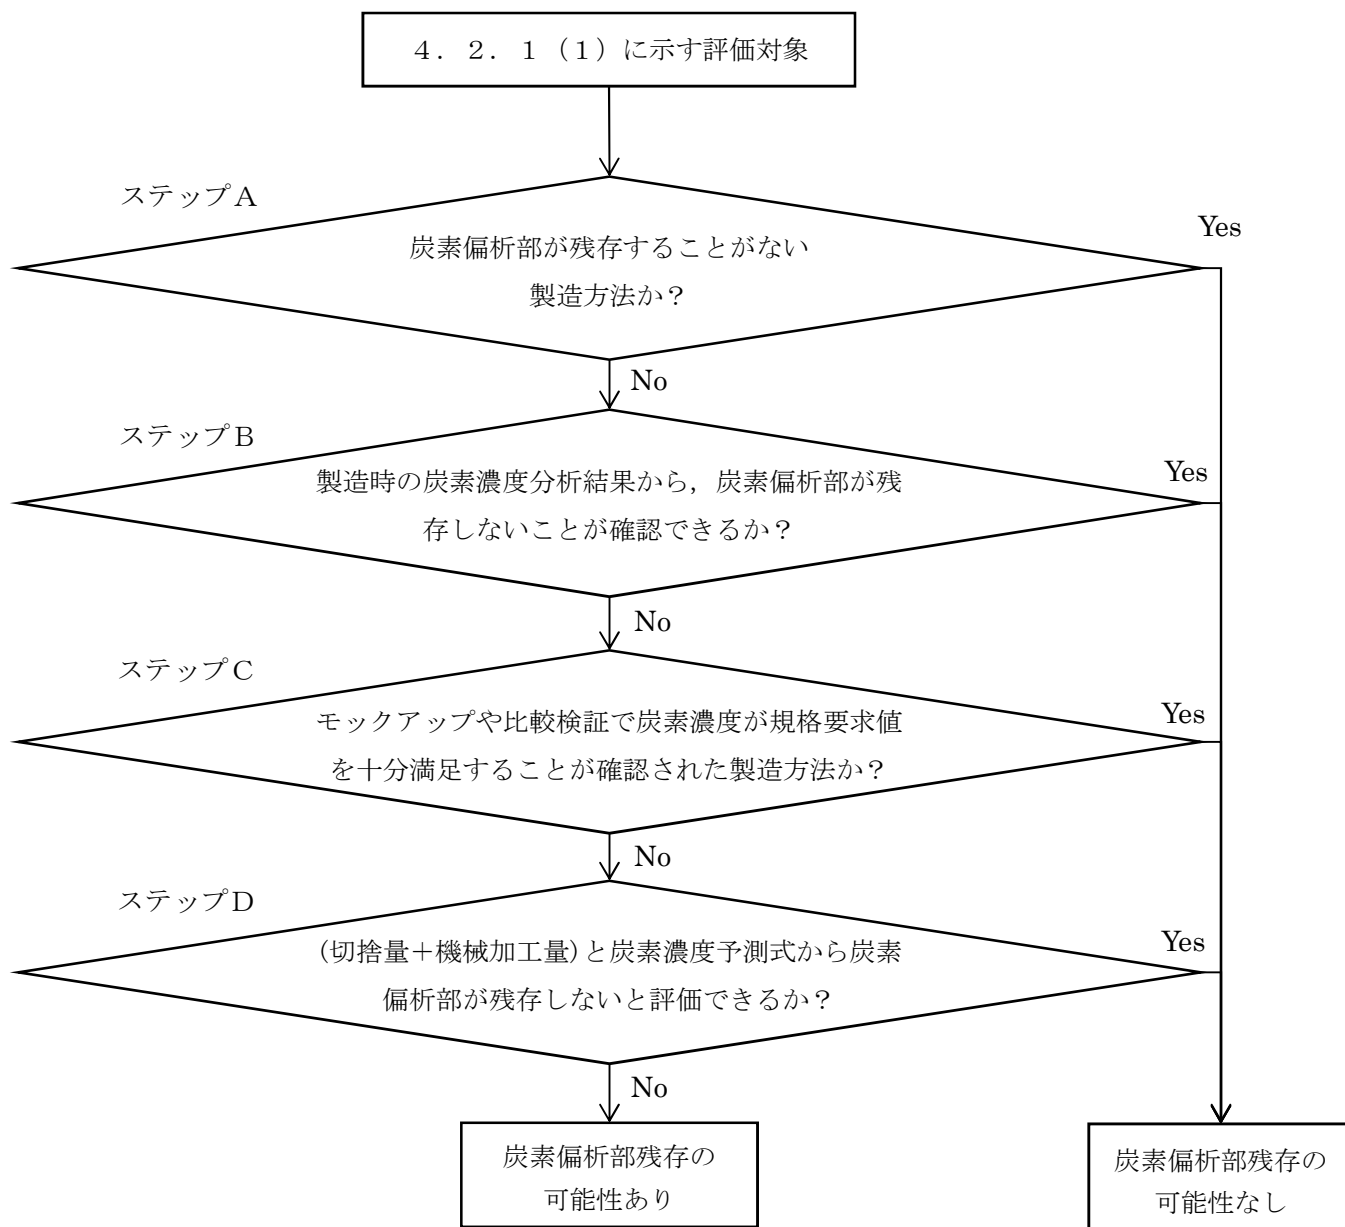 ４．２．１（１）に示す評価対象
ステップＡ
Yes
炭素偏析部が残存することがない
製造方法か？
No
ステップＢ
Yes
製造時の炭素濃度分析結果から，炭素偏析部が残
存しないことが確認できるか？
No
ステップＣ
Yes
モックアップや比較検証で炭素濃度が規格要求値
を十分満足することが確認された製造方法か？
No
ステップＤ
Yes
(切捨量＋機械加工量)と炭素濃度予測式から炭素
偏析部が残存しないと評価できるか？
No
炭素偏析部残存の
可能性あり
炭素偏析部残存の
可能性なし